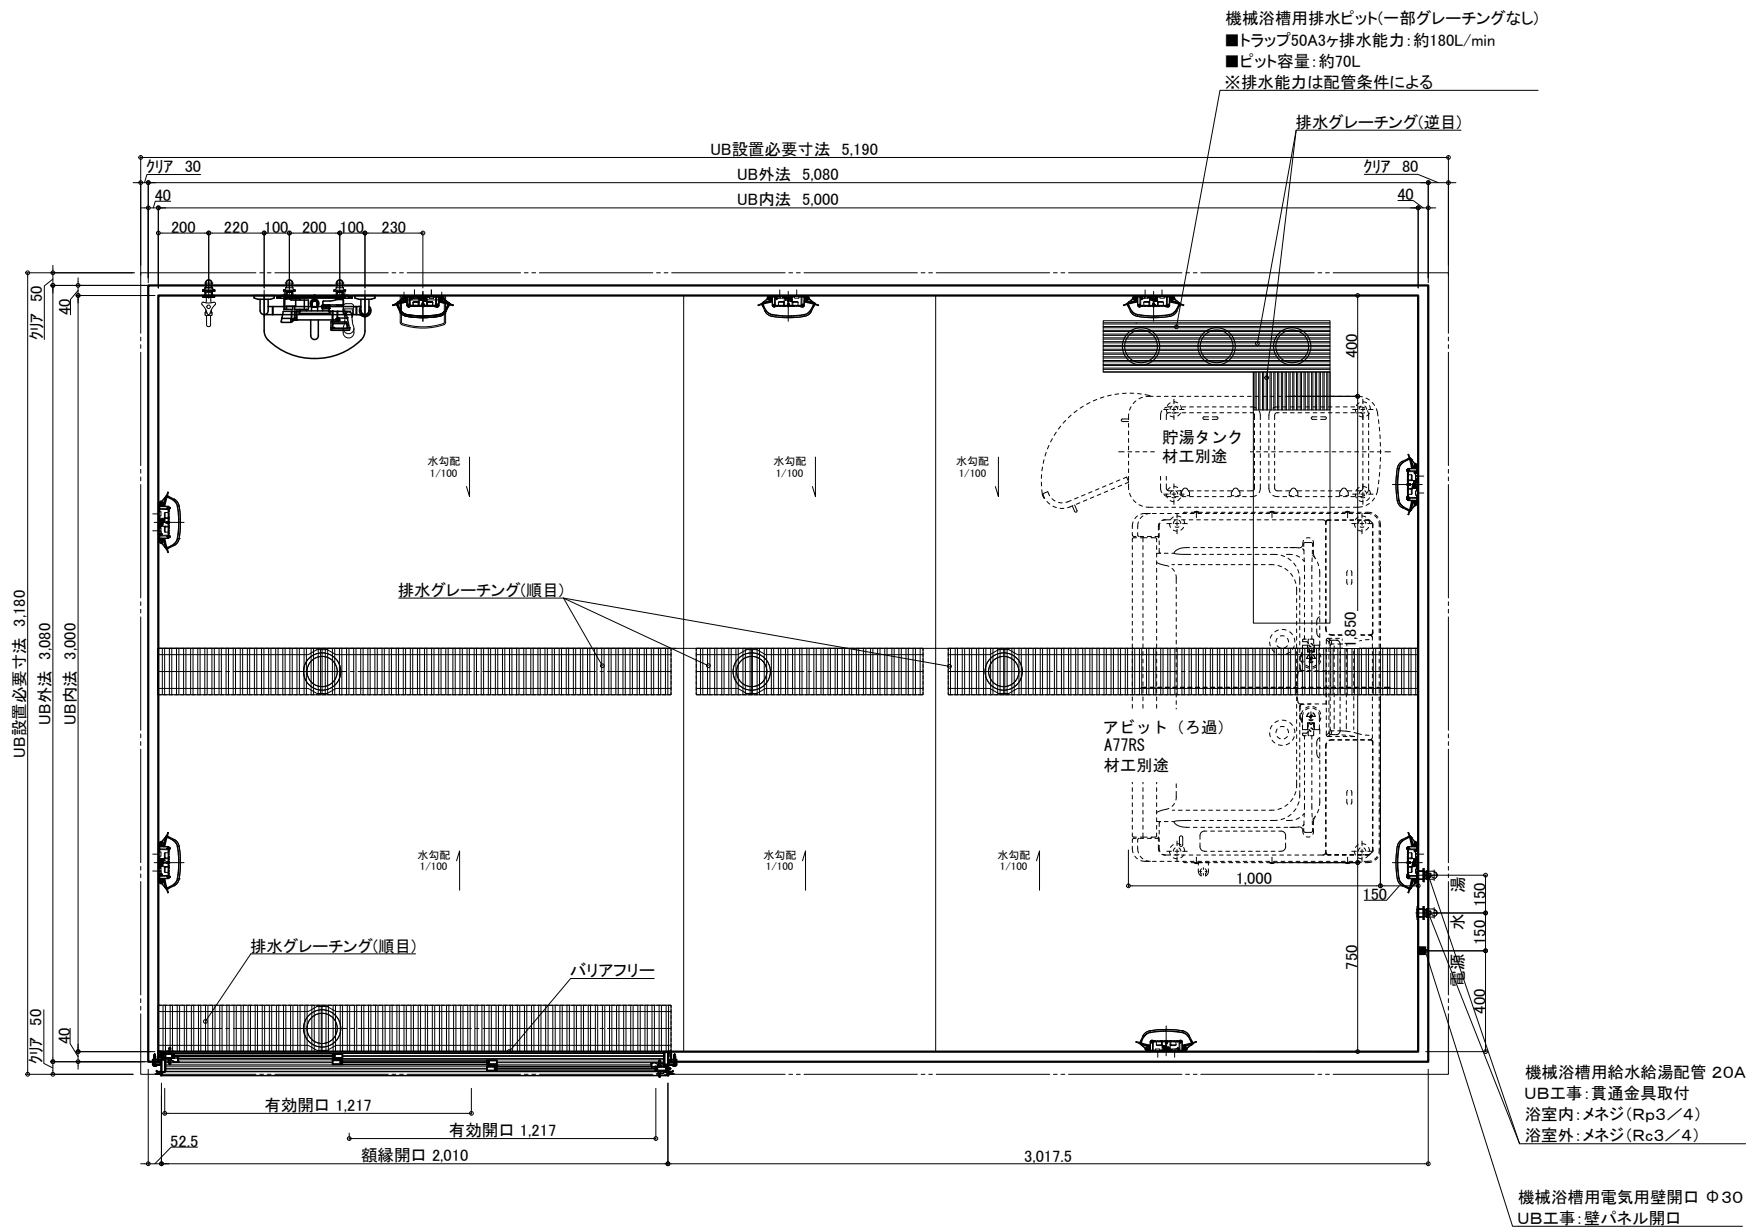 機械浴槽用排水ピット(一部グレーチングなし)
■トラップ50A3ヶ排水能力:約180L/min
■ピット容量:約70L
※排水能力は配管条件による
排水グレーチング(逆目)
UB設置必要寸法 5,190
クリア 30
UB外法 5,080
クリア 80
40
UB内法 5,000
40
200
220
100
200
100
230
クリア 50
40
400
貯湯タンク
材工別途
水勾配
1/100
水勾配
1/100
水勾配
1/100
排水グレーチング(順目)
1,850
UB設置必要寸法 3,180
UB外法 3,080
UB内法 3,000
アビット（ろ過）
A77RS
材工別途
水勾配
1/100
水勾配
1/100
水勾配
1/100
1,000
150
湯
150
水
150
電源
400
750
排水グレーチング(順目)
バリアフリー
クリア 50
40
有効開口 1,217
有効開口 1,217
52.5
額縁開口 2,010
3,017.5
機械浴槽用給水給湯配管 20A
UB工事:貫通金具取付
浴室内:メネジ(Rp3／4)
浴室外:メネジ(Rc3／4)
機械浴槽用電気用壁開口 Φ30
UB工事:壁パネル開口